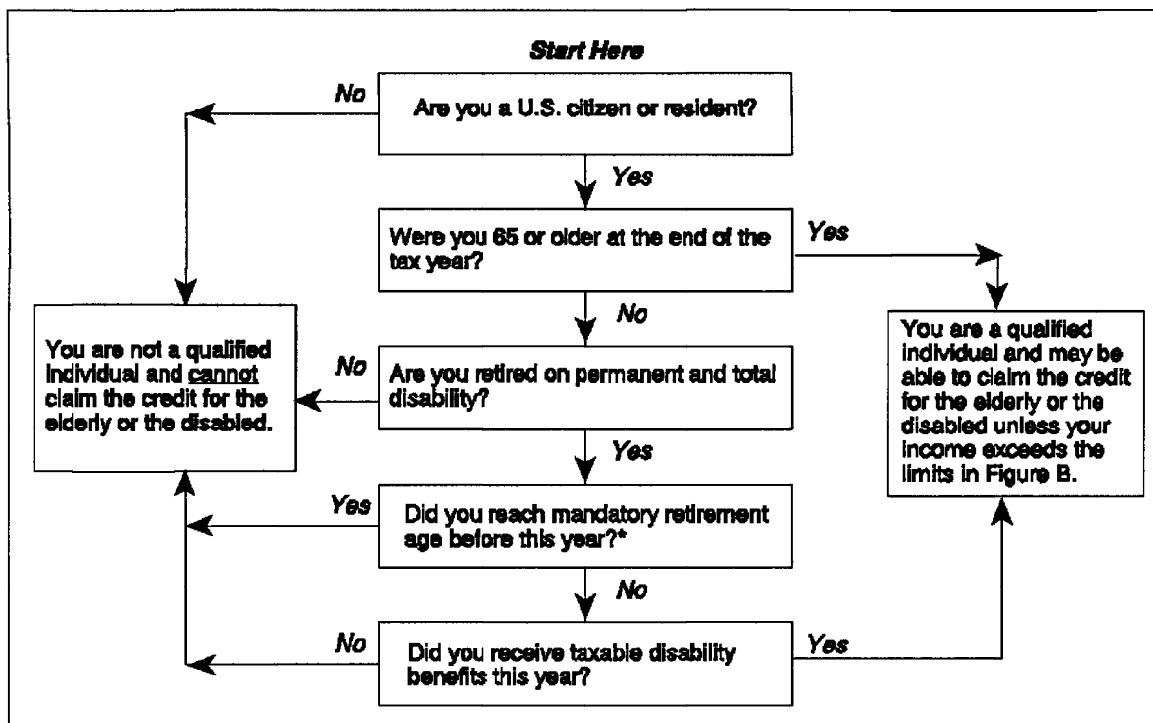 Start Here
No
Are you a U.S. citizen or resident?
Yes
Were you 65 or older at the end of the
tax year?
Yes
No
You are not a qualified
individual and cannot
claim the credit for the
elderly or the disabled.
No
Are you retired on permanent and total
disability?
You are a qualified
individual and may be
able to claim the credit
for the elderly or the
disabled unless your
income exceeds the
limits in Figure B.
Yes
Yes
Did you reach mandatory retirement
age before this year?*
No
No
Did you receive taxable disability
benefits this year?
Yes